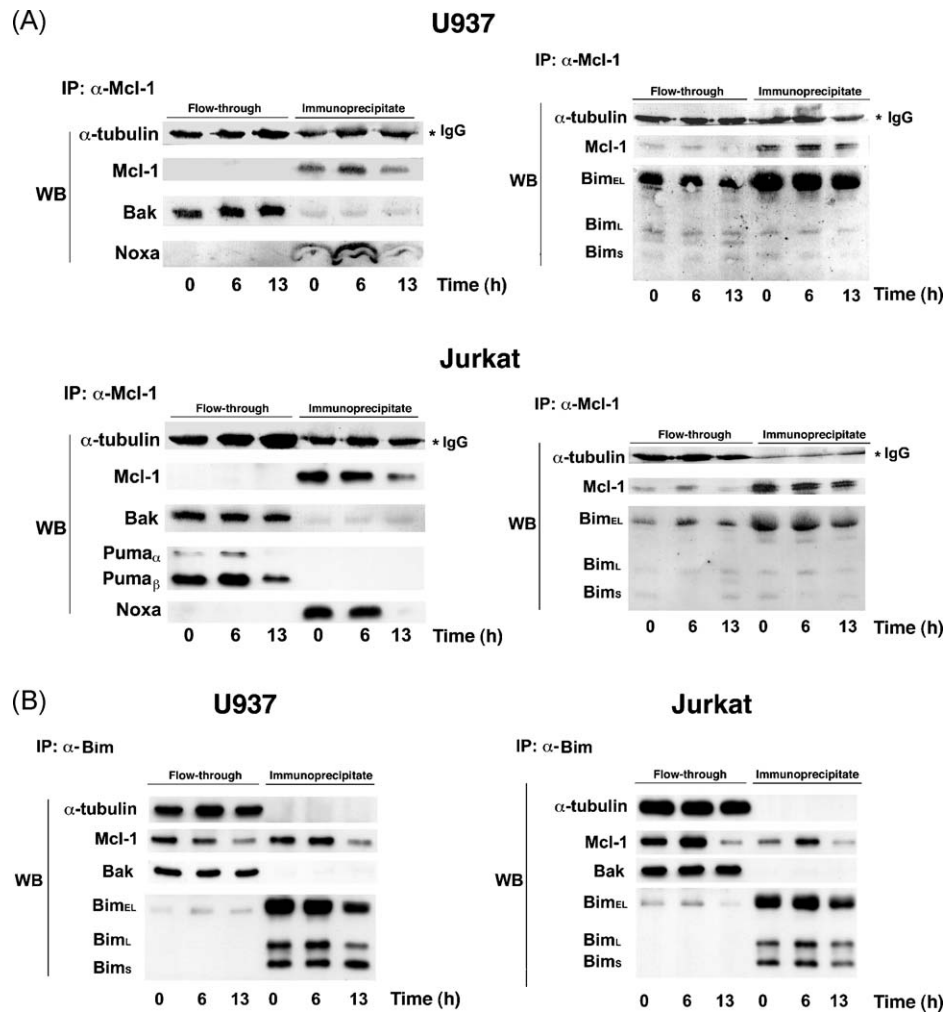 (A)
U937
IP: α-Mcl-1
Flow-through Immunoprecipitate
α-tubulin * IgG
Mcl-1
WB
Bak
Noxa
0 6 13 0 6 13 Time (h)
IP: α-Mcl-1
Flow-through Immunoprecipitate
α-tubulin * IgG
Mcl-1
WB
BimEL
BimL
BimS
0 6 13 0 6 13 Time (h)
Jurkat
IP: α-Mcl-1
Flow-through Immunoprecipitate
α-tubulin * IgG
Mcl-1
WB
Bak
Pumaα
Pumaβ
Noxa
0 6 13 0 6 13 Time (h)
IP: α-Mcl-1
Flow-through Immunoprecipitate
α-tubulin * IgG
Mcl-1
WB
BimEL
BimL
BimS
0 6 13 0 6 13 Time (h)
(B)
U937
IP: α-Bim
Flow-through Immunoprecipitate
α-tubulin
Mcl-1
WB
Bak
BimEL
BimL
BimS
0 6 13 0 6 13 Time (h)
Jurkat
IP: α-Bim
Flow-through Immunoprecipitate
α-tubulin
Mcl-1
WB
Bak
BimEL
BimL
BimS
0 6 13 0 6 13 Time (h)